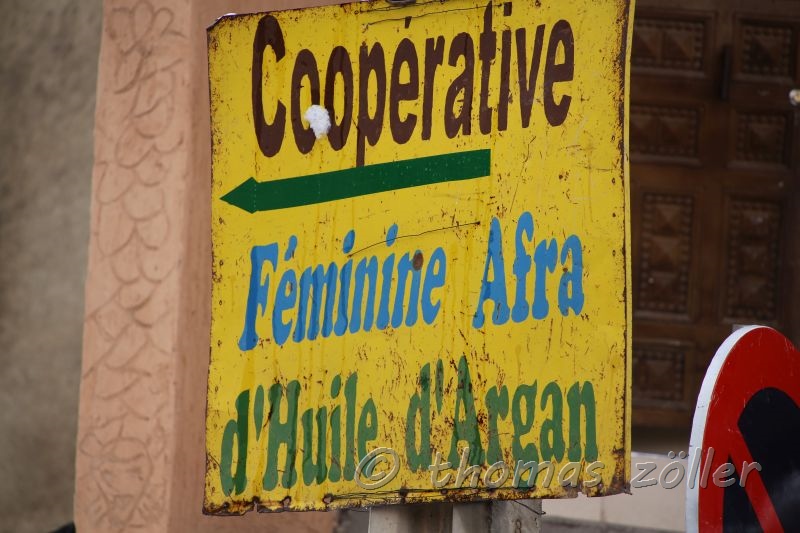 Coopérative
Féminine Afra
d'Huile d'Argan
© thomas zöller